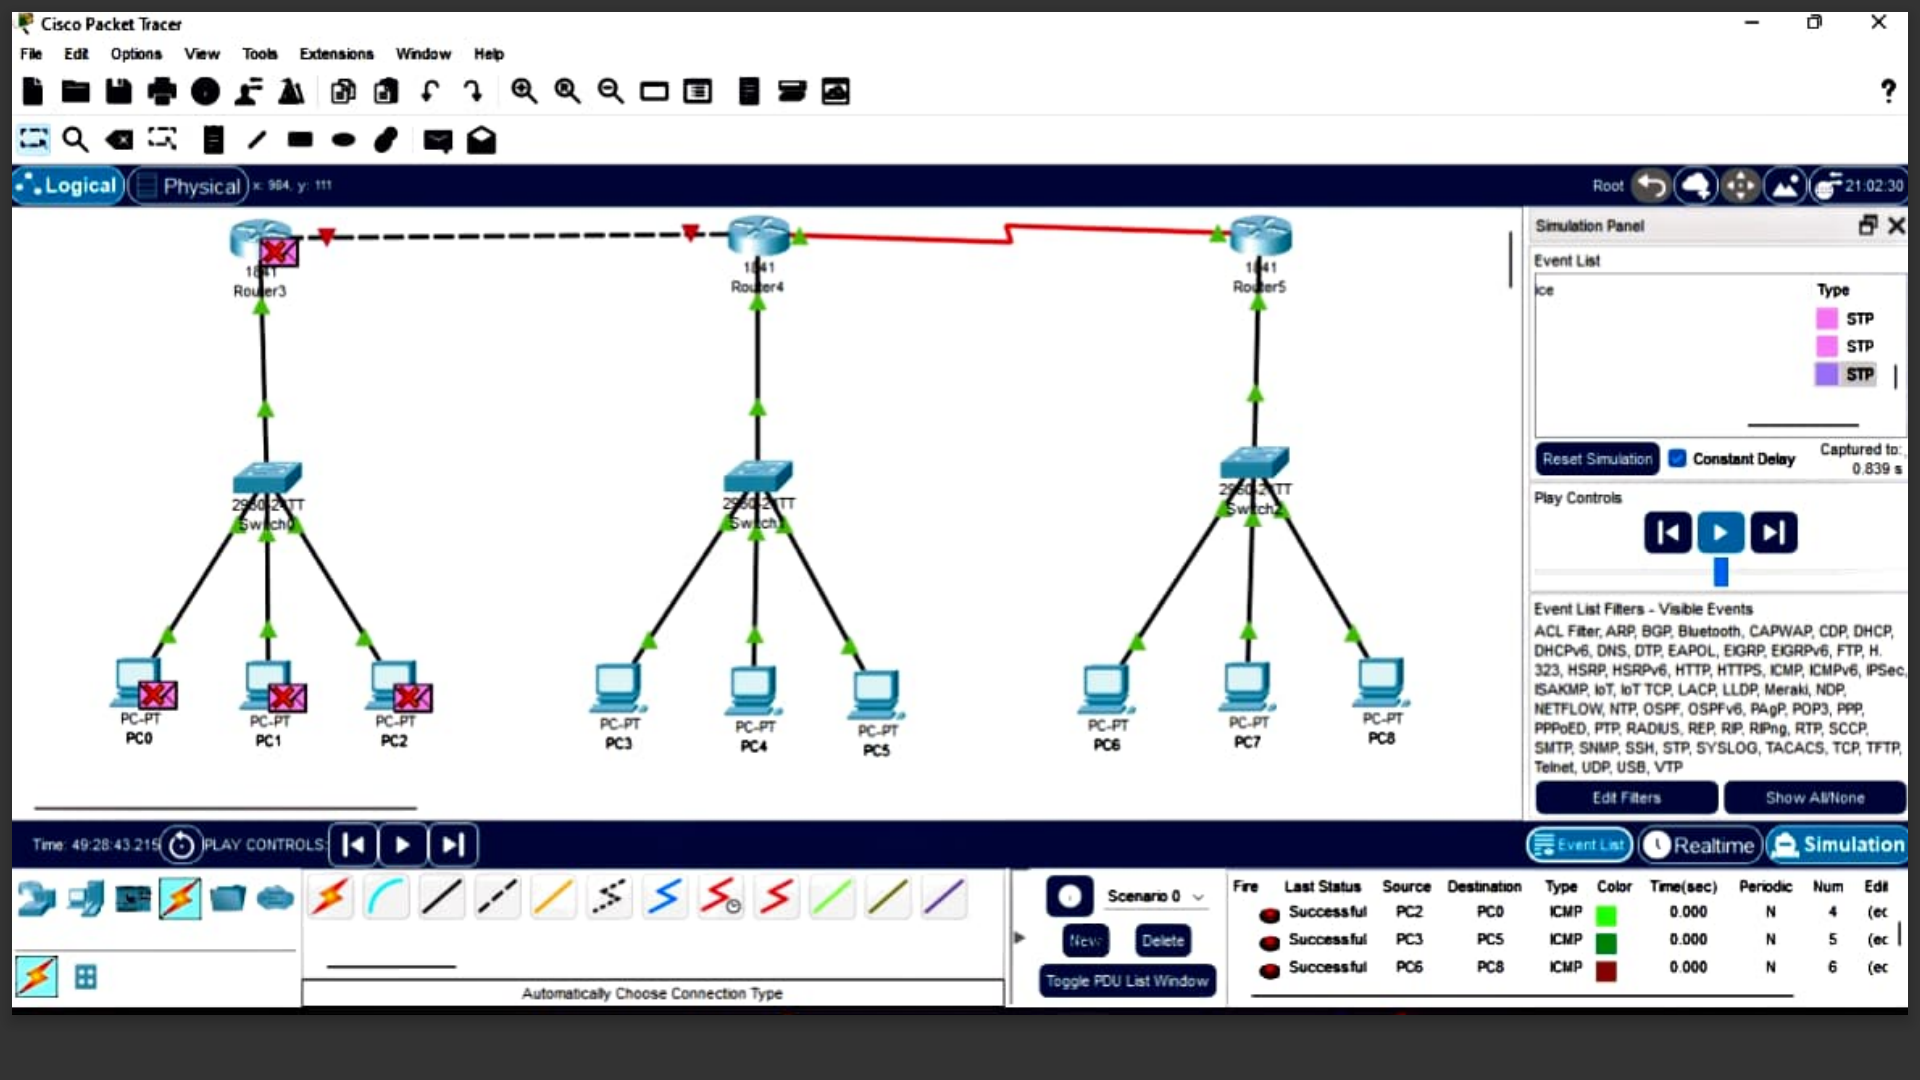 Cisco Packet Tracer
File Edit Options View Tools Extensions Window Help
?
Logical Physical x: 984, y: 111 Root 21:02:30
1841
Router3
1841
Router4
1841
Router5
2960-24TT
Switch0
2960-24TT
2960-24TT
Switch2
PC-PT
PC0
PC-PT
PC1
PC-PT
PC2
PC-PT
PC3
PC-PT
PC4
PC-PT
PC5
PC-PT
PC6
PC-PT
PC7
PC-PT
PC8
Simulation Panel
Event List
ice Type
STP
STP
STP
Reset Simulation Constant Delay Captured to:
0.839 s
Play Controls
Event List Filters - Visible Events
ACL Filter, ARP, BGP, Bluetooth, CAPWAP, CDP, DHCP,
DHCPv6, DNS, DTP, EAPOL, EIGRP, EIGRPv6, FTP, H.
323, HSRP, HSRPv6, HTTP, HTTPS, ICMP, ICMPv6, IPSec,
ISAKMP, IoT, IoT TCP, LACP, LLDP, Meraki, NDP,
NETFLOW, NTP, OSPF, OSPFv6, PAgP, POP3, PPP,
PPPoED, PTP, RADIUS, REP, RIP, RIPng, RTP, SCCP,
SMTP, SNMP, SSH, STP, SYSLOG, TACACS, TCP, TFTP,
Telnet, UDP, USB, VTP
Edit Filters Show All/None
Time: 49:28:43.215 PLAY CONTROLS: Event List Realtime Simulation
Automatically Choose Connection Type
Scenario 0
New Delete
Toggle PDU List Window
Fire Last Status Source Destination Type Color Time(sec) Periodic Num Edit
Successful PC2 PC0 ICMP 0.000 N 4 (ec
Successful PC3 PC5 ICMP 0.000 N 5 (ec
Successful PC6 PC8 ICMP 0.000 N 6 (ec